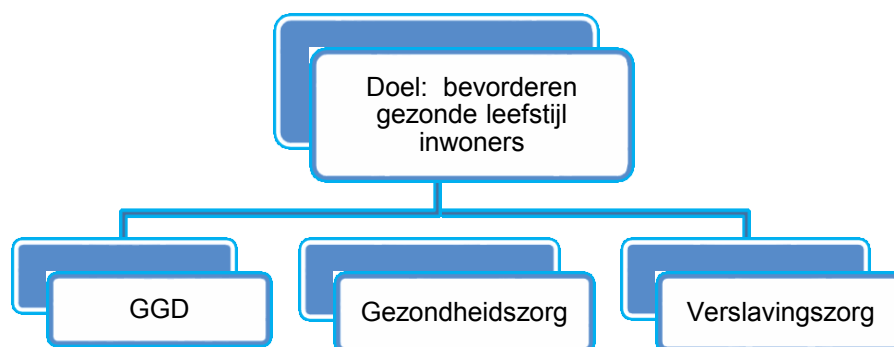 Doel: bevorderen
gezonde leefstijl
inwoners
GGD
Gezondheidszorg
Verslavingszorg